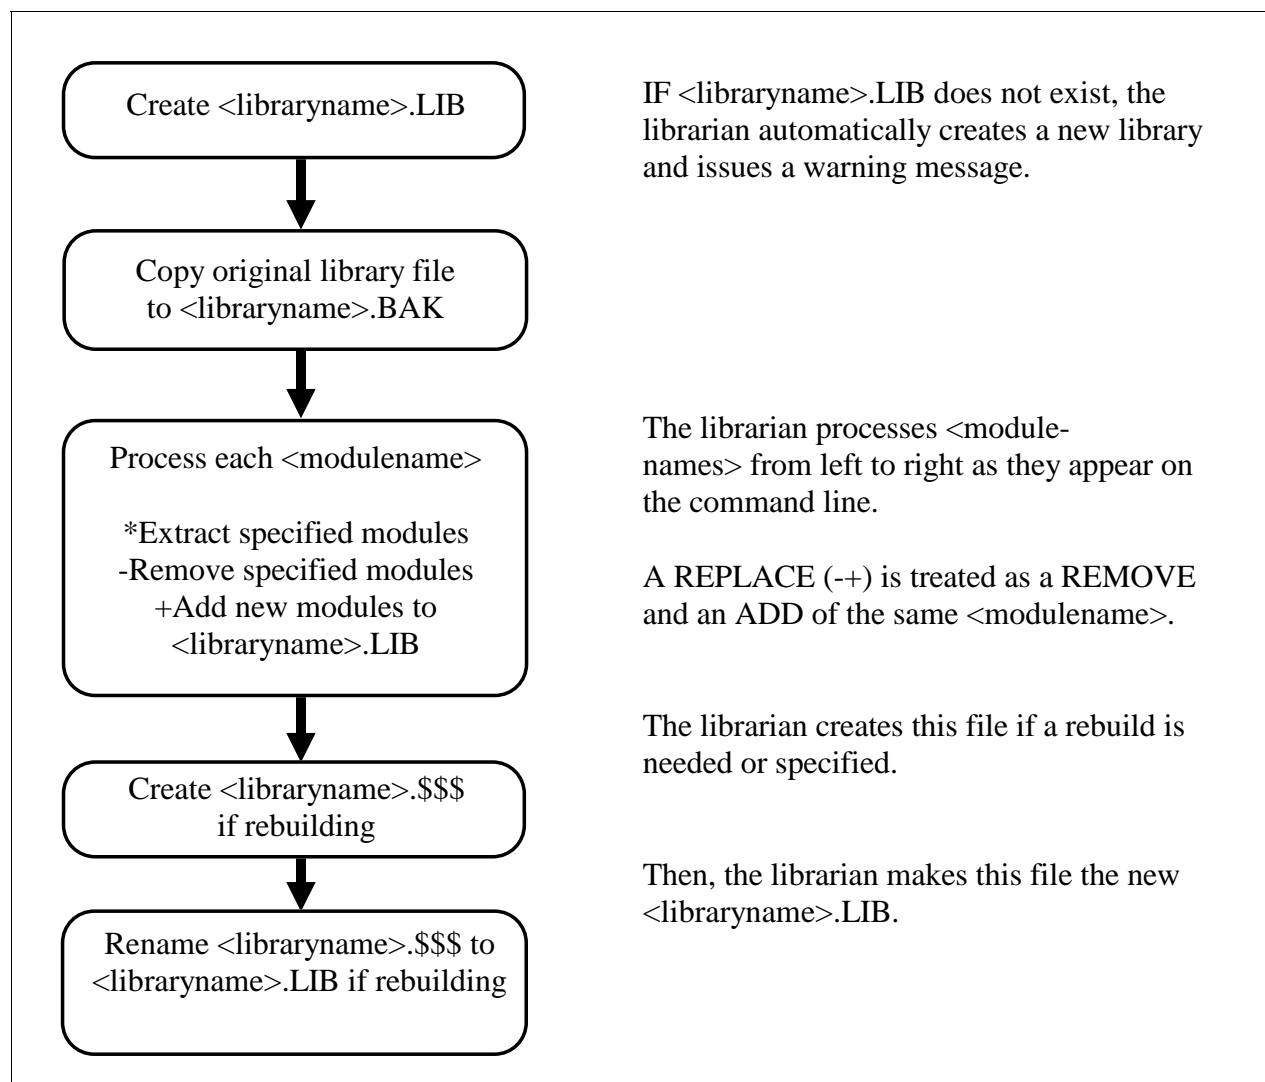 Create <libraryname>.LIB
IF <libraryname>.LIB does not exist, the
librarian automatically creates a new library
and issues a warning message.
Copy original library file
to <libraryname>.BAK
Process each <modulename>
*Extract specified modules
-Remove specified modules
+Add new modules to
<libraryname>.LIB
The librarian processes <module-
names> from left to right as they appear on
the command line.
A REPLACE (-+) is treated as a REMOVE
and an ADD of the same <modulename>.
The librarian creates this file if a rebuild is
needed or specified.
Create <libraryname>.$$$
if rebuilding
Then, the librarian makes this file the new
<libraryname>.LIB.
Rename <libraryname>.$$$ to
<libraryname>.LIB if rebuilding